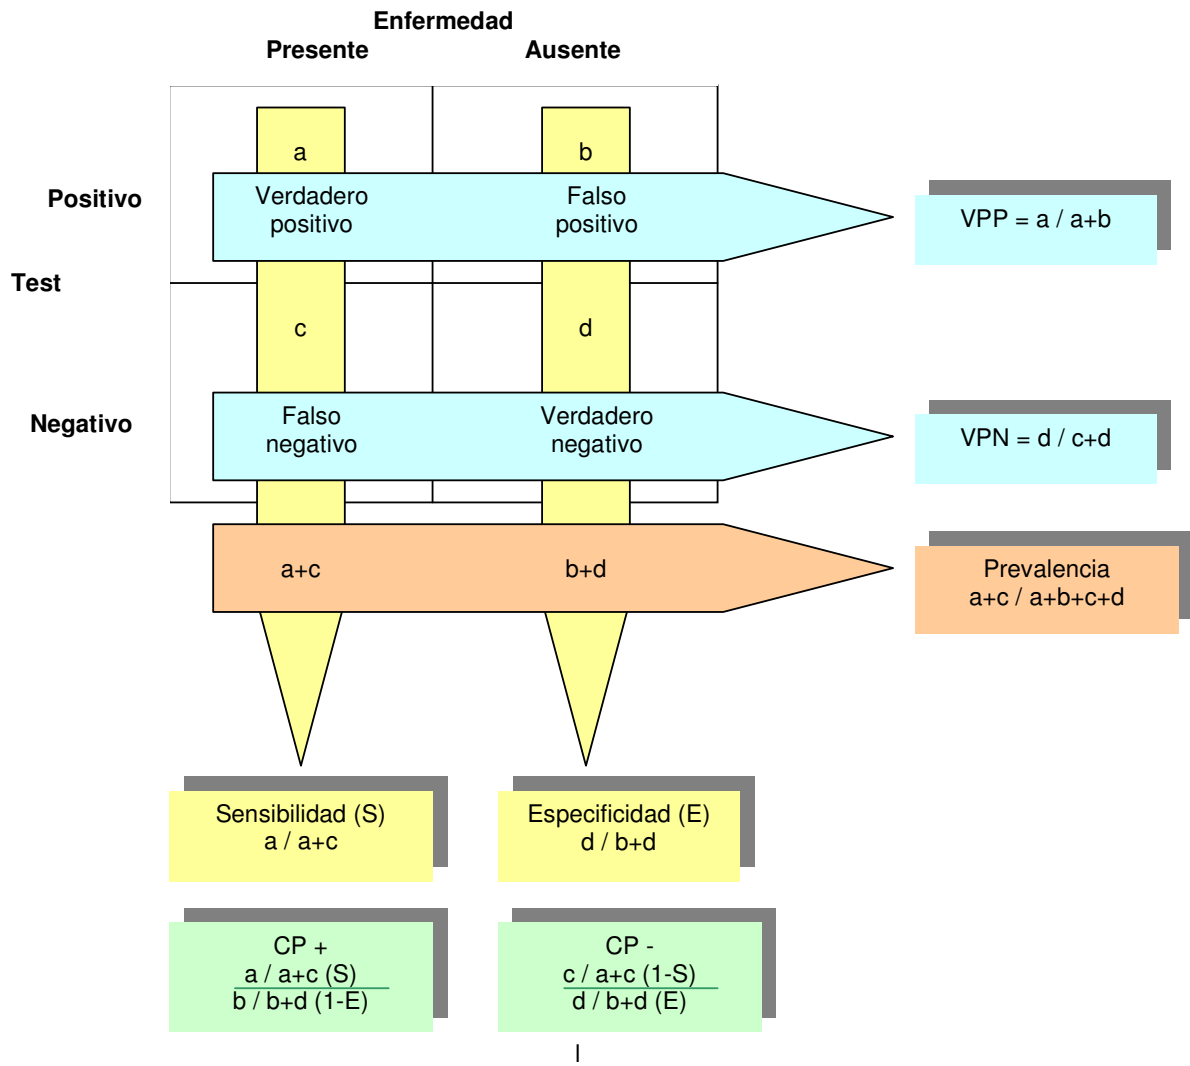 Enfermedad
Presente
Ausente
a
b
Positivo
Verdadero
positivo
Falso
positivo
VPP = a / a+b
Test
c
d
Negativo
Falso
negativo
Verdadero
negativo
VPN = d / c+d
a+c
b+d
Prevalencia
a+c / a+b+c+d
Sensibilidad (S)
a / a+c
Especificidad (E)
d / b+d
CP +
a / a+c (S)
b / b+d (1-E)
CP -
c / a+c (1-S)
d / b+d (E)
l